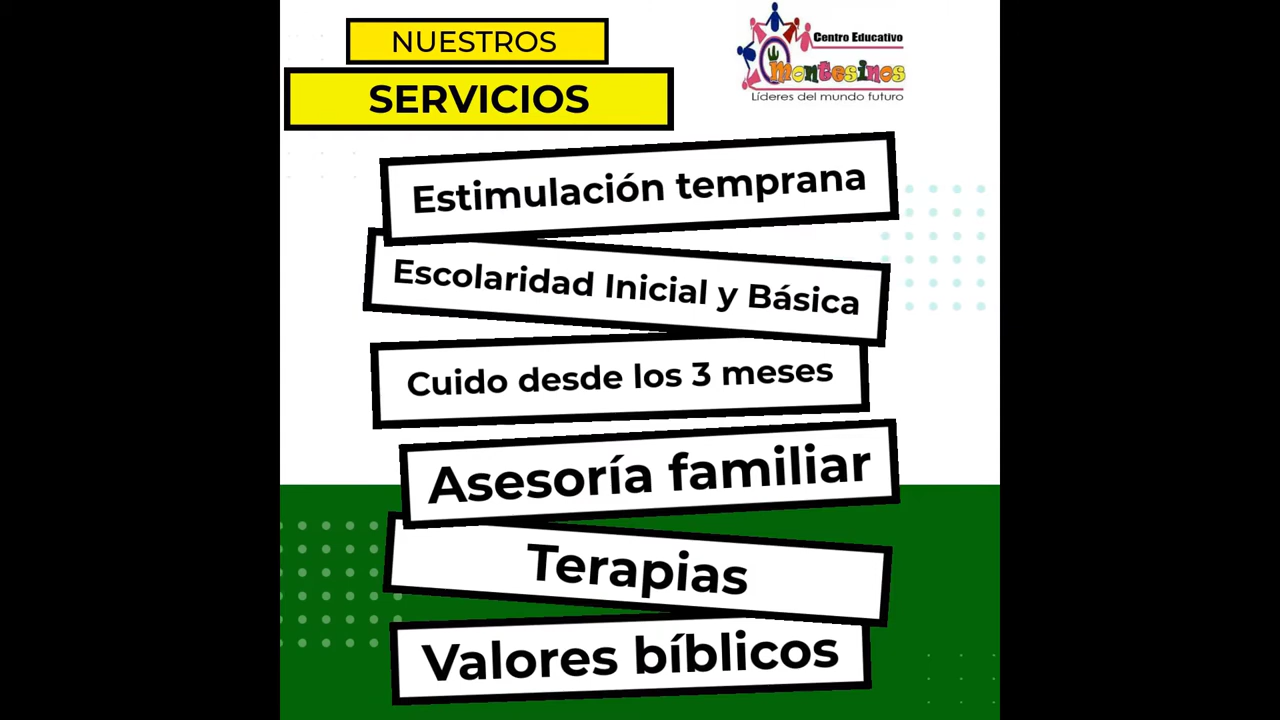 NUESTROS
SERVICIOS
Centro Educativo
Montesinos
Líderes del mundo futuro
Estimulación temprana
Escolaridad Inicial y Básica
Cuido desde los 3 meses
Asesoría familiar
Terapias
Valores bíblicos